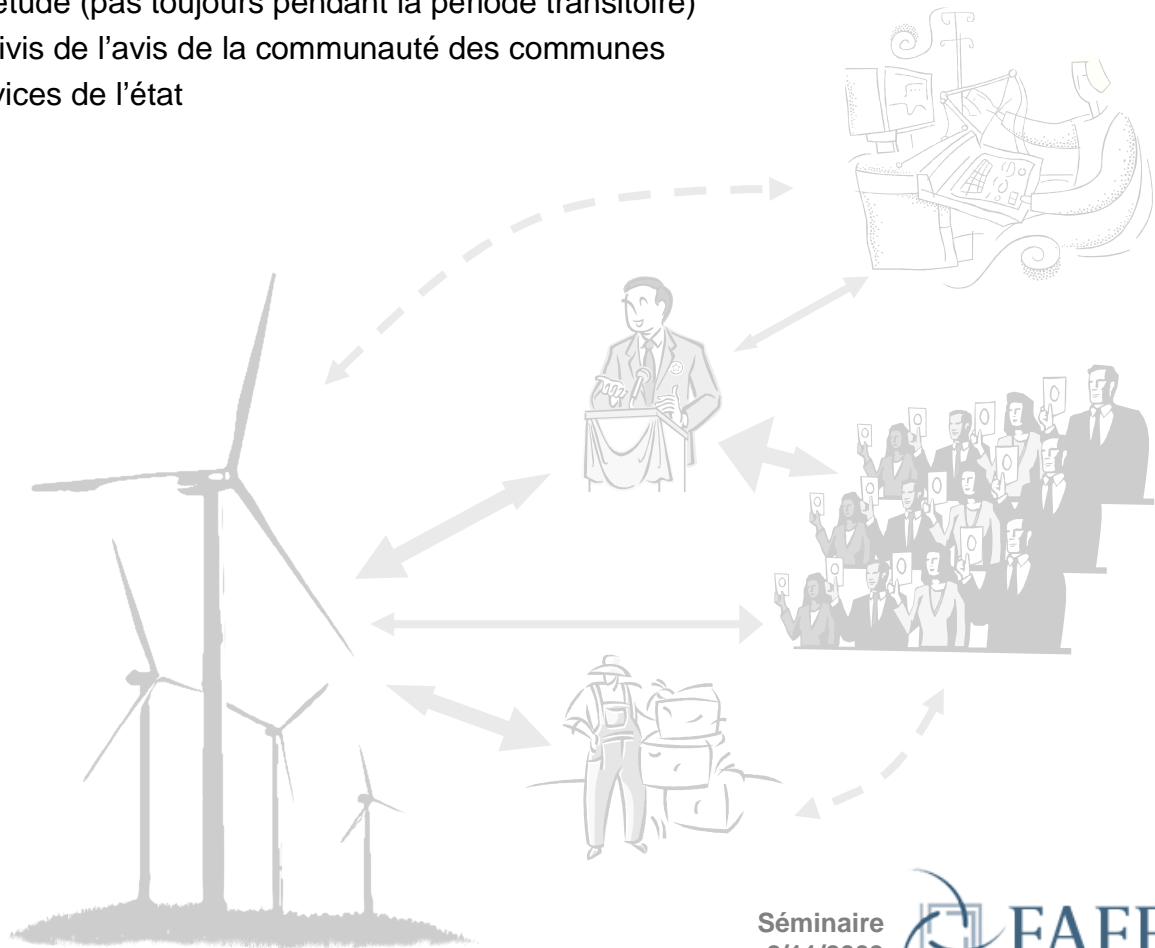 étude (pas toujours pendant la période transitoire)
ivis de l’avis de la communauté des communes
vices de l’état
Séminaire